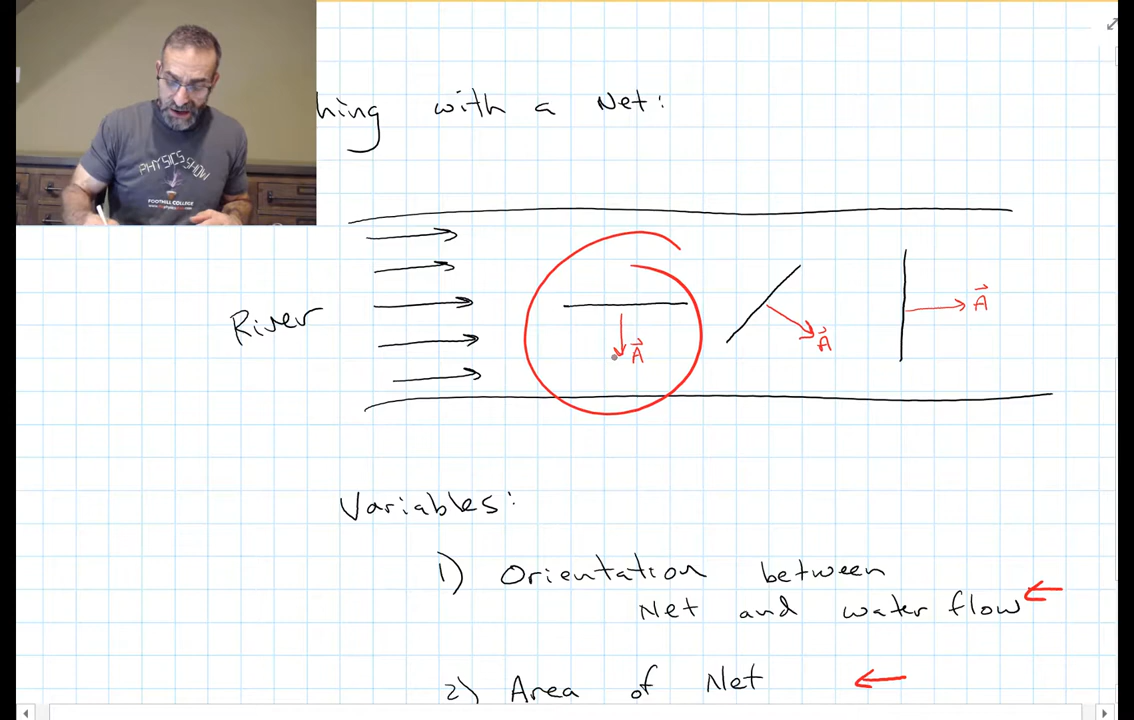 hing with a Net:
PHYSICS SHOW
FOOTHILL COLLEGE
River
A
A
A
Variables:
1) Orientation between
Net and water flow
2) Area of Net